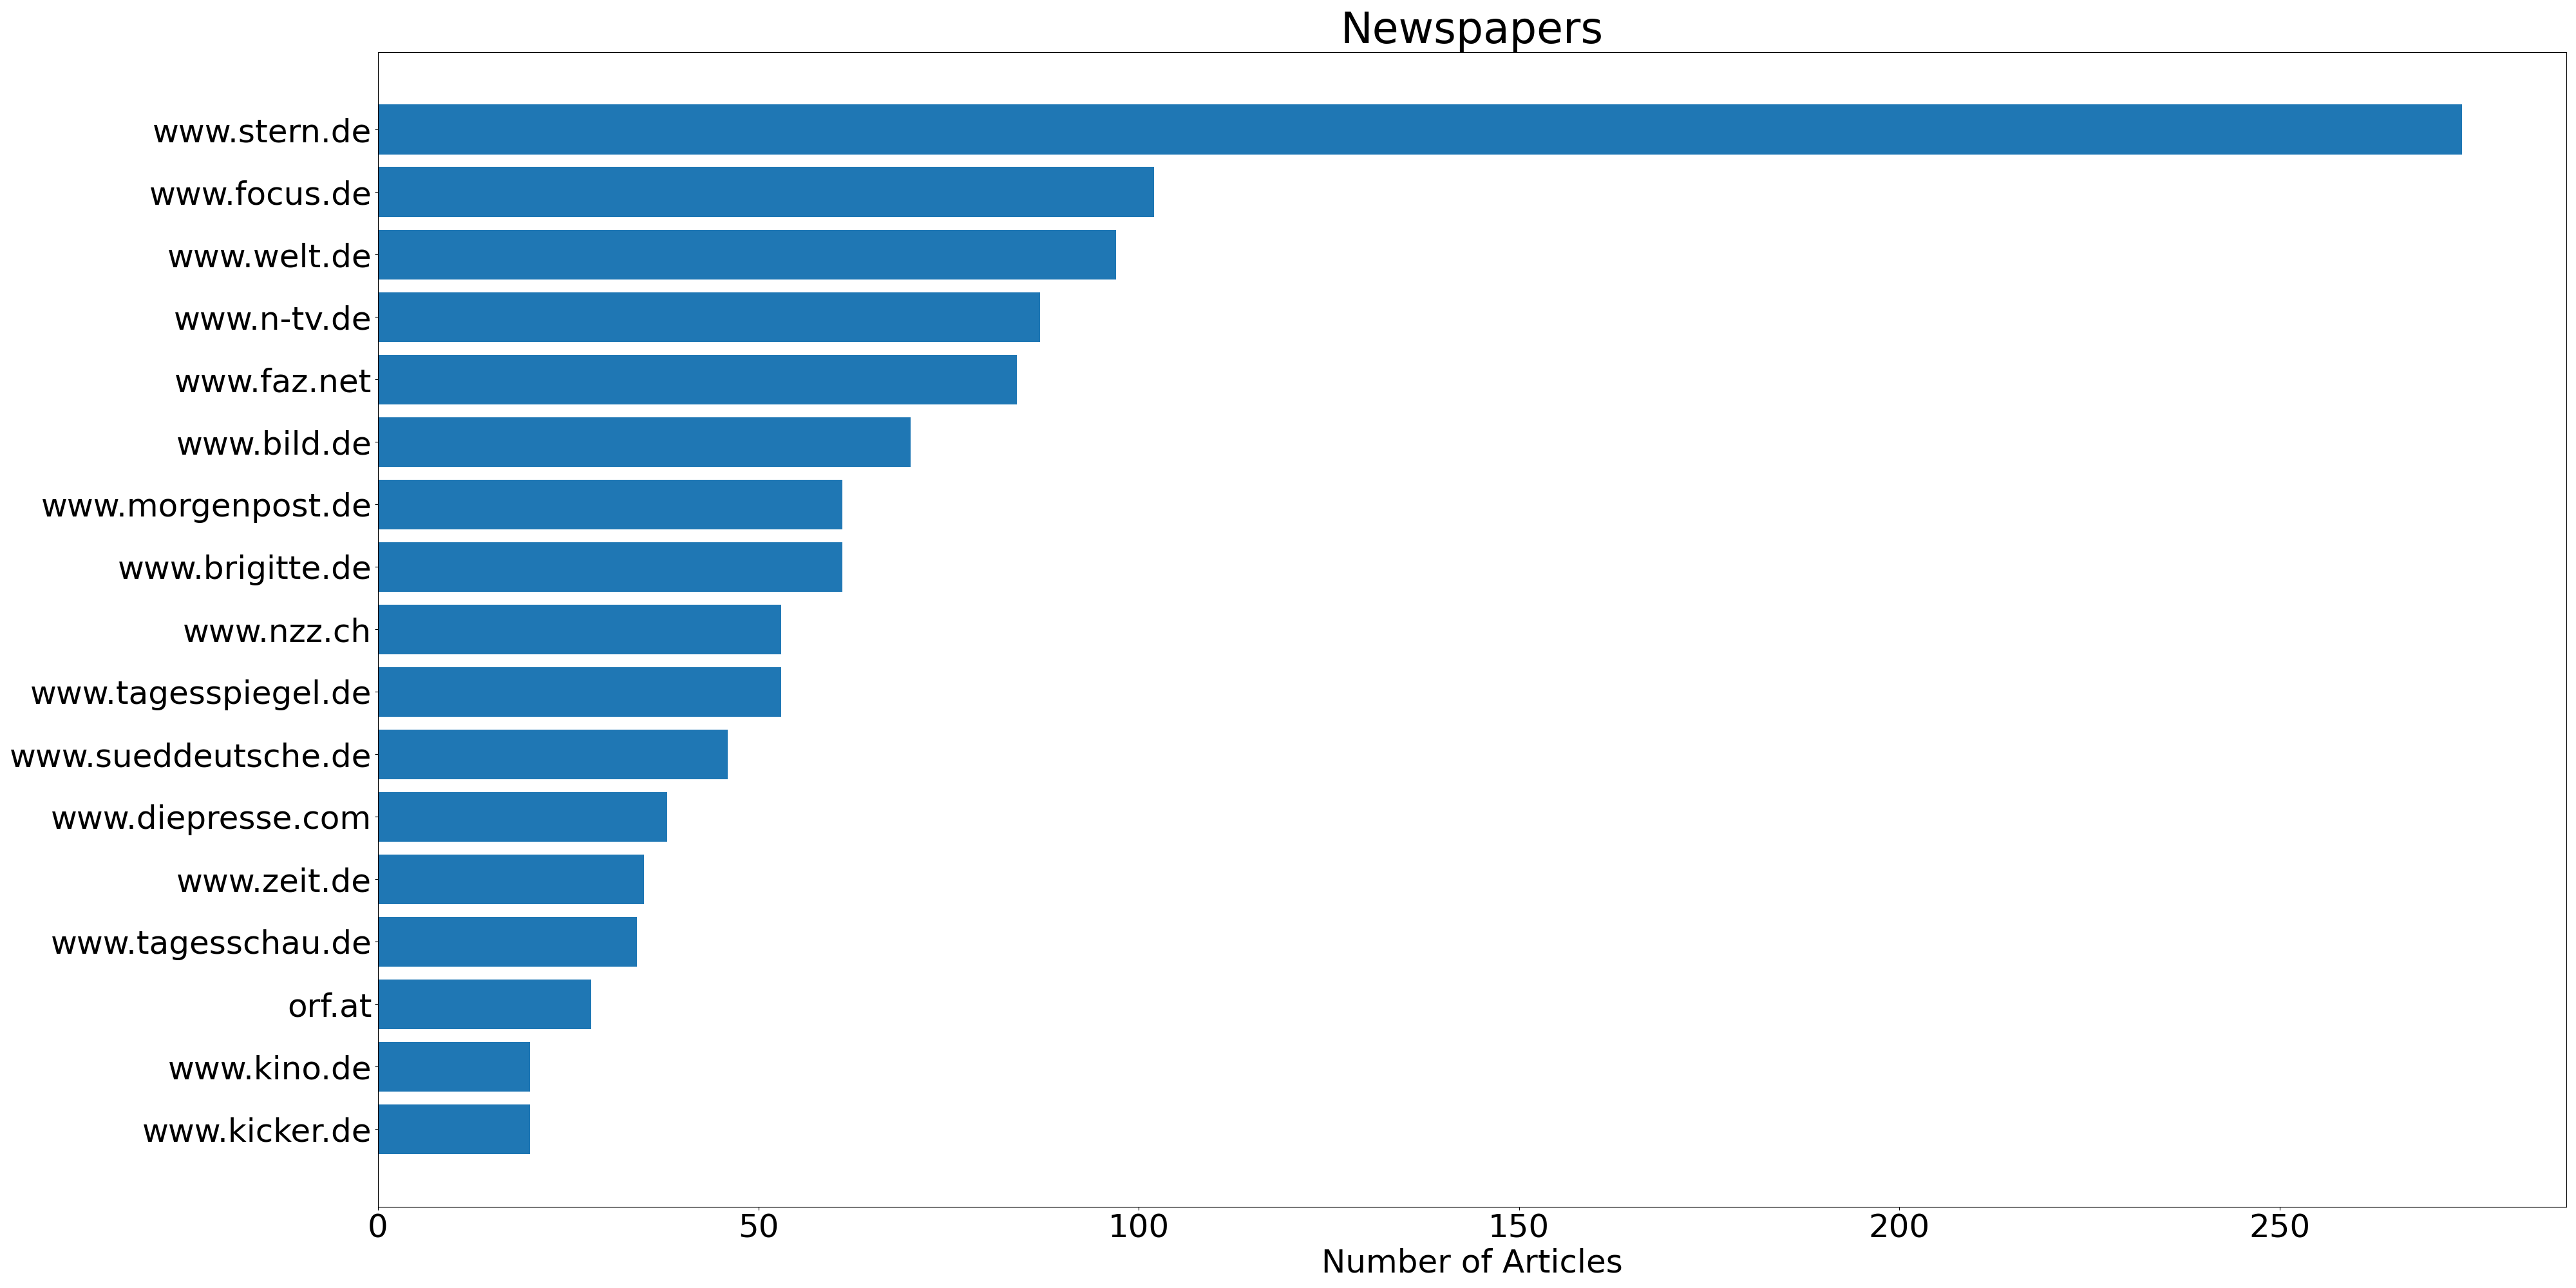 Newspapers
www.stern.de
www.focus.de
www.welt.de
www.n-tv.de
www.faz.net
www.bild.de
www.morgenpost.de
www.brigitte.de
www.nzz.ch
www.tagesspiegel.de
www.sueddeutsche.de
www.diepresse.com
www.zeit.de
www.tagesschau.de
orf.at
www.kino.de
www.kicker.de
0 50 100 150 200 250
Number of Articles